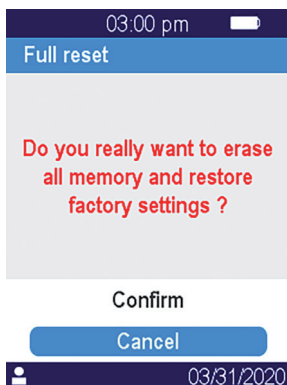 03:00 pm
Full reset
Do you really want to erase
all memory and restore
factory settings ?
Confirm
Cancel
03/31/2020